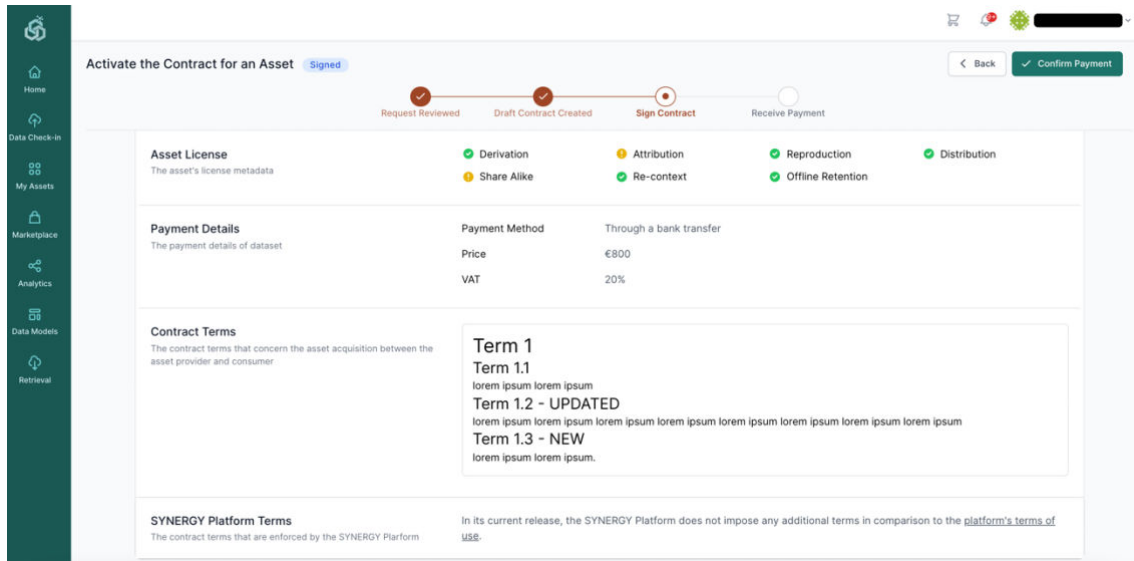 9+
Home
Data Check-in
My Assets
Marketplace
Analytics
Data Models
Retrieval
Activate the Contract for an Asset Signed
Back
Confirm Payment
Request Reviewed Draft Contract Created Sign Contract Receive Payment
Asset License
The asset's license metadata
Derivation Attribution Reproduction Distribution
Share Alike Re-context Offline Retention
Payment Details
The payment details of dataset
Payment Method Through a bank transfer
Price €800
VAT 20%
Contract Terms
The contract terms that concern the asset acquisition between the
asset provider and consumer
Term 1
Term 1.1
lorem ipsum lorem ipsum
Term 1.2 - UPDATED
lorem ipsum lorem ipsum lorem ipsum lorem ipsum lorem ipsum lorem ipsum lorem ipsum lorem ipsum
Term 1.3 - NEW
lorem ipsum lorem ipsum.
SYNERGY Platform Terms
The contract terms that are enforced by the SYNERGY Plarform
In its current release, the SYNERGY Platform does not impose any additional terms in comparison to the platform's terms of
use.